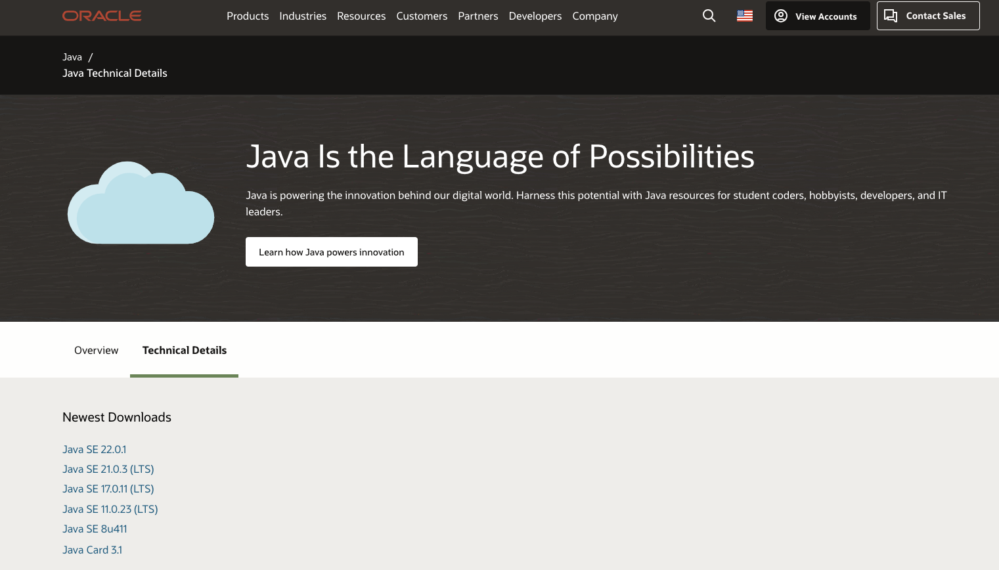 ORACLE
Products Industries Resources Customers Partners Developers Company
View Accounts
Contact Sales
Java /
Java Technical Details
Java Is the Language of Possibilities
Java is powering the innovation behind our digital world. Harness this potential with Java resources for student coders, hobbyists, developers, and IT
leaders.
Learn how Java powers innovation
Overview Technical Details
Newest Downloads
Java SE 22.0.1
Java SE 21.0.3 (LTS)
Java SE 17.0.11 (LTS)
Java SE 11.0.23 (LTS)
Java SE 8u411
Java Card 3.1